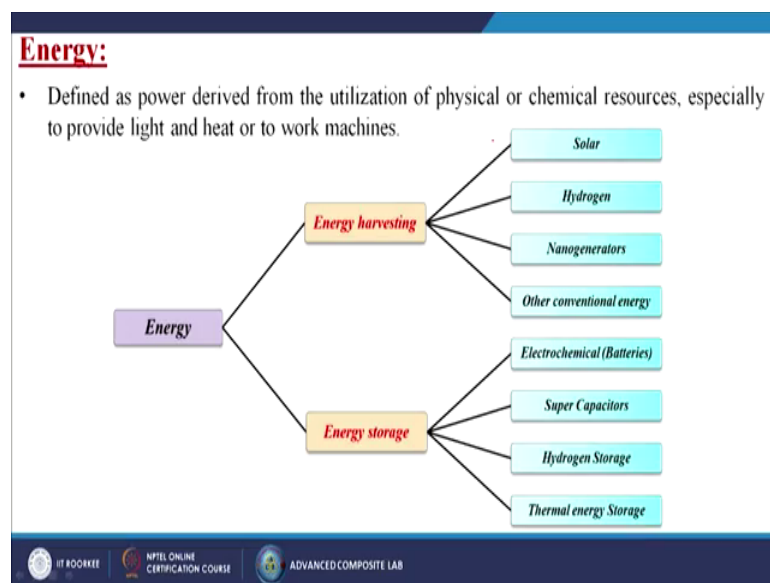 Energy:
• Defined as power derived from the utilization of physical or chemical resources, especially
to provide light and heat or to work machines.
Solar
Energy harvesting
Hydrogen
Nanogenerators
Other conventional energy
Energy
Electrochemical (Batteries)
Super Capacitors
Energy storage
Hydrogen Storage
Thermal energy Storage
IIT ROORKEE
NPTEL ONLINE
CERTIFICATION COURSE
ADVANCED COMPOSITE LAB